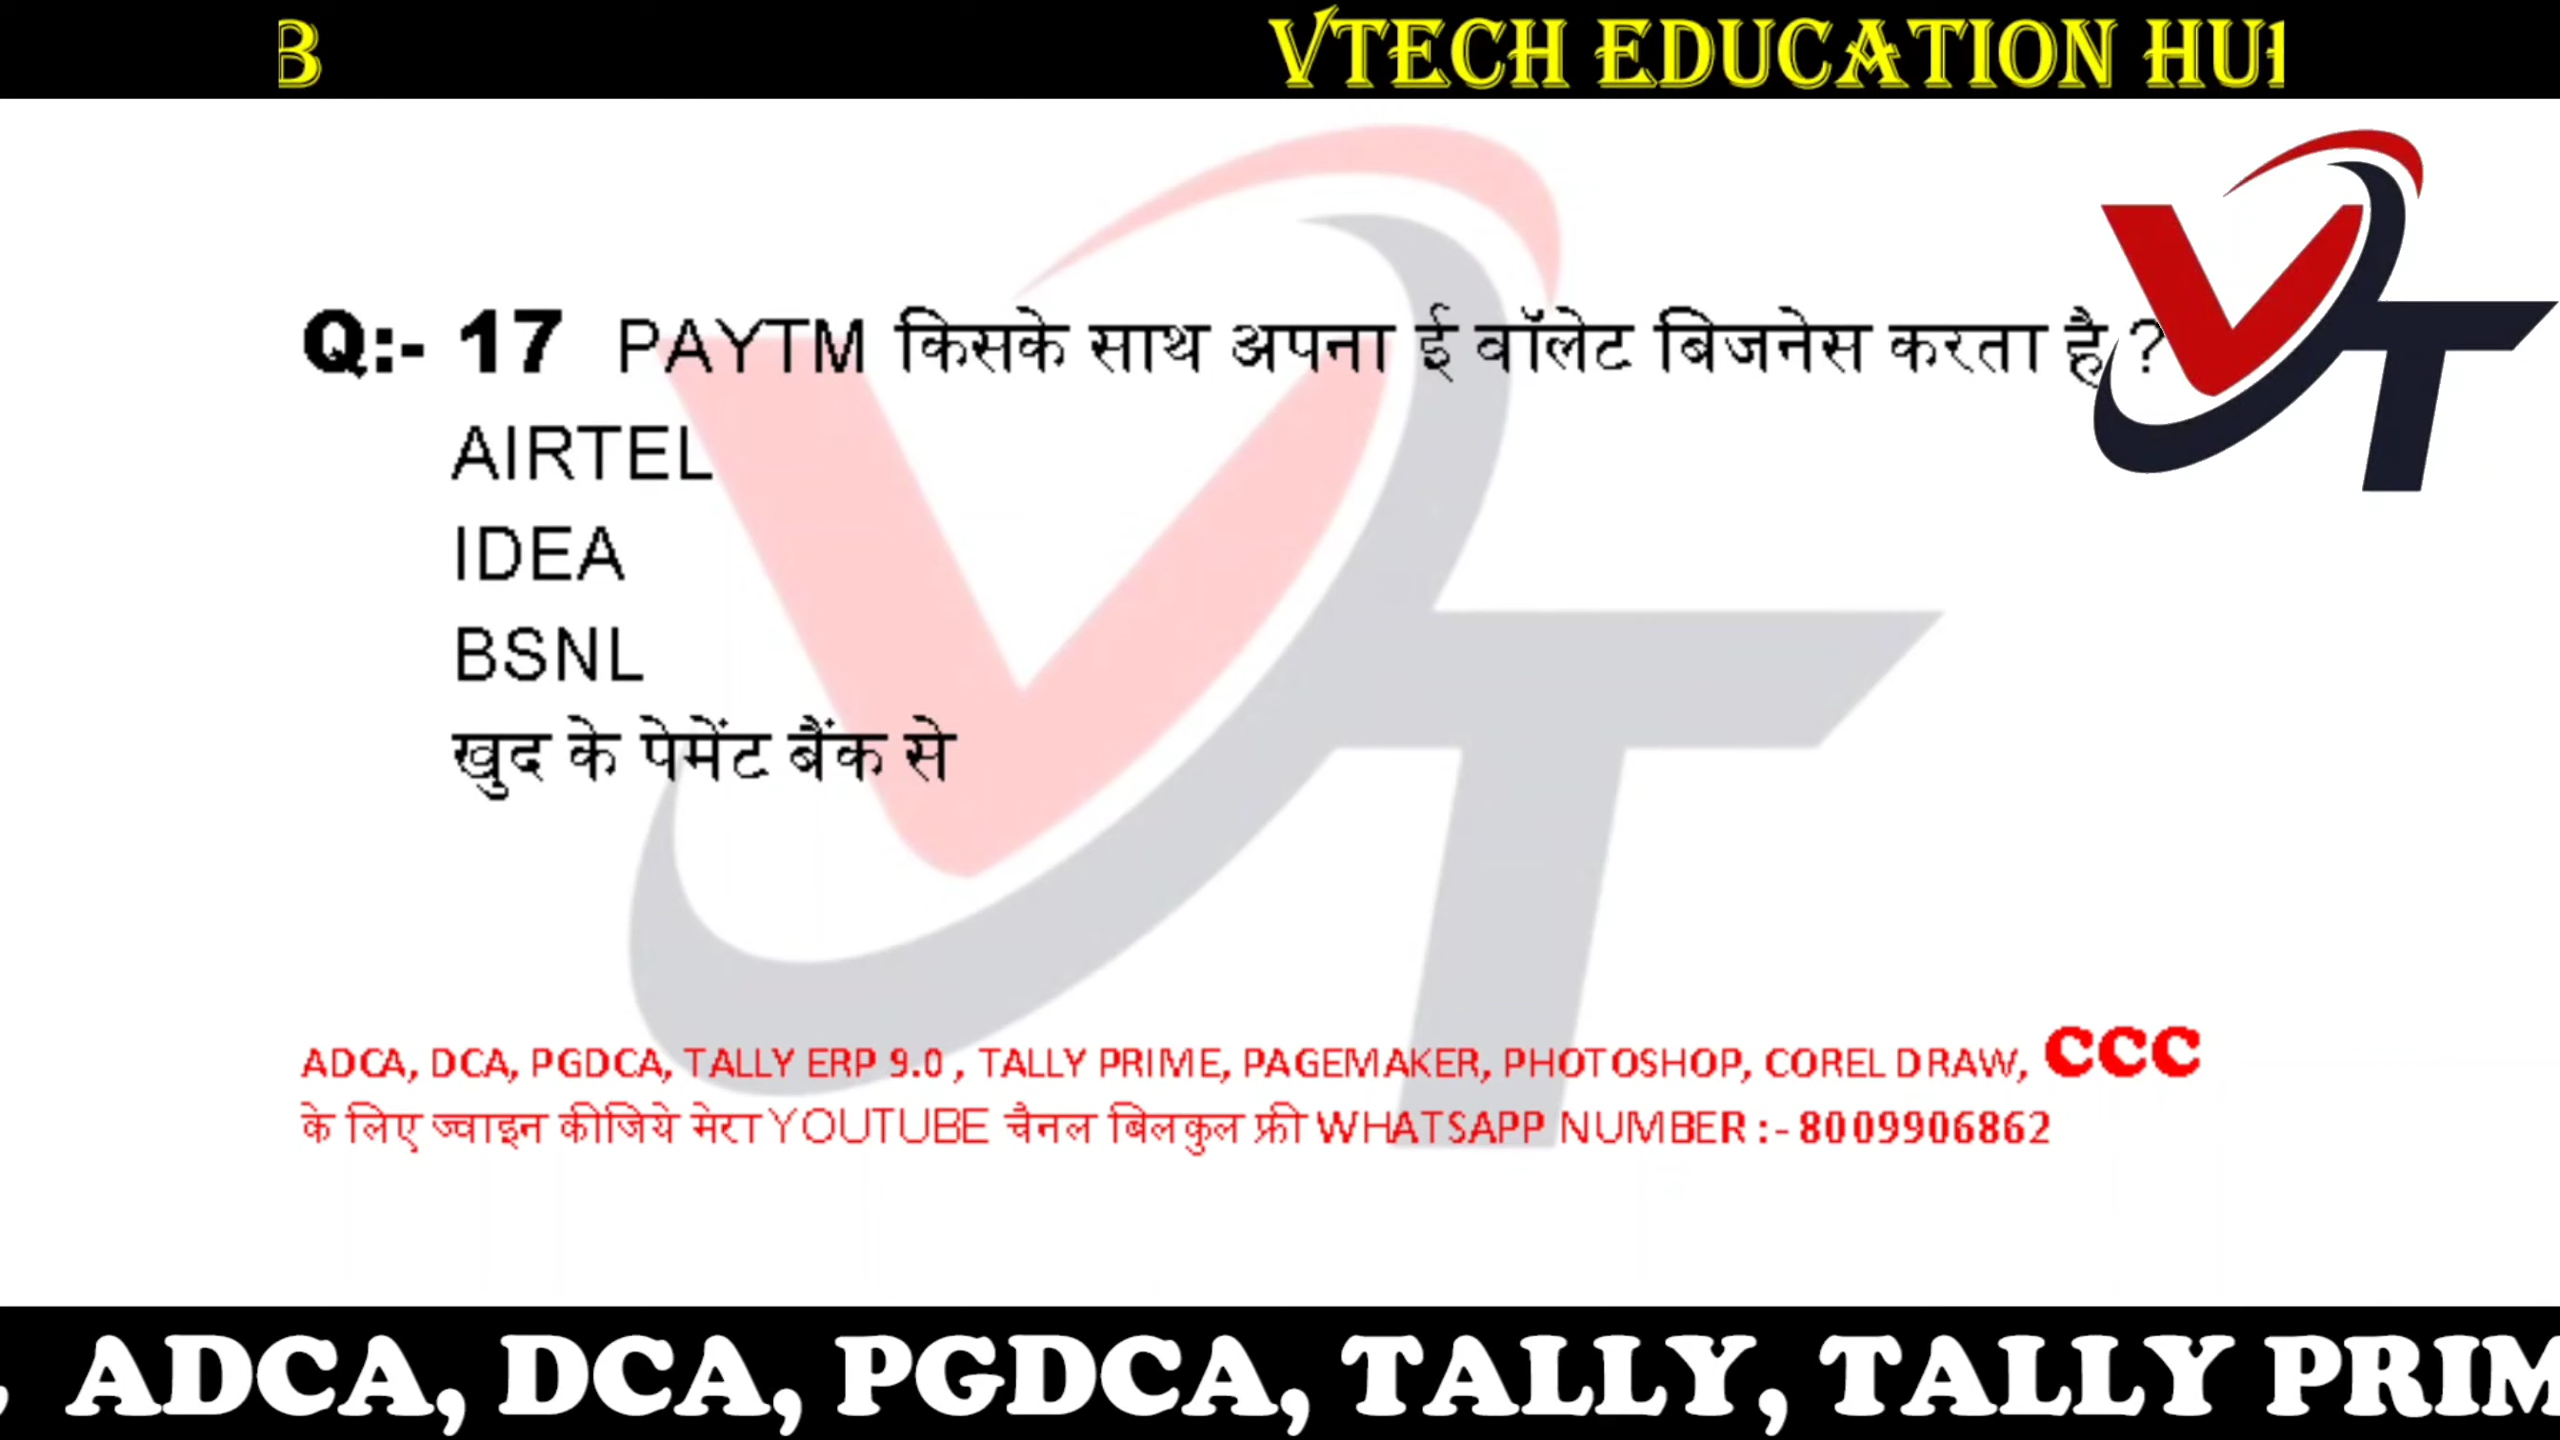 B VTECH EDUCATION HU
Q:- 17 PAYTM किसके साथ अपना ई वॉलेट बिजनेस करता है ?
AIRTEL
IDEA
BSNL
खुद के पेमेंट बैंक से
VT
ADCA, DCA, PGDCA, TALLY ERP 9.0 , TALLY PRIME, PAGEMAKER, PHOTOSHOP, COREL DRAW, CCC
के लिए ज्वाइन कीजिये मेरा YOUTUBE चैनल बिलकुल फ्री WHATSAPP NUMBER :- 8009906862
, ADCA, DCA, PGDCA, TALLY, TALLY PRIM